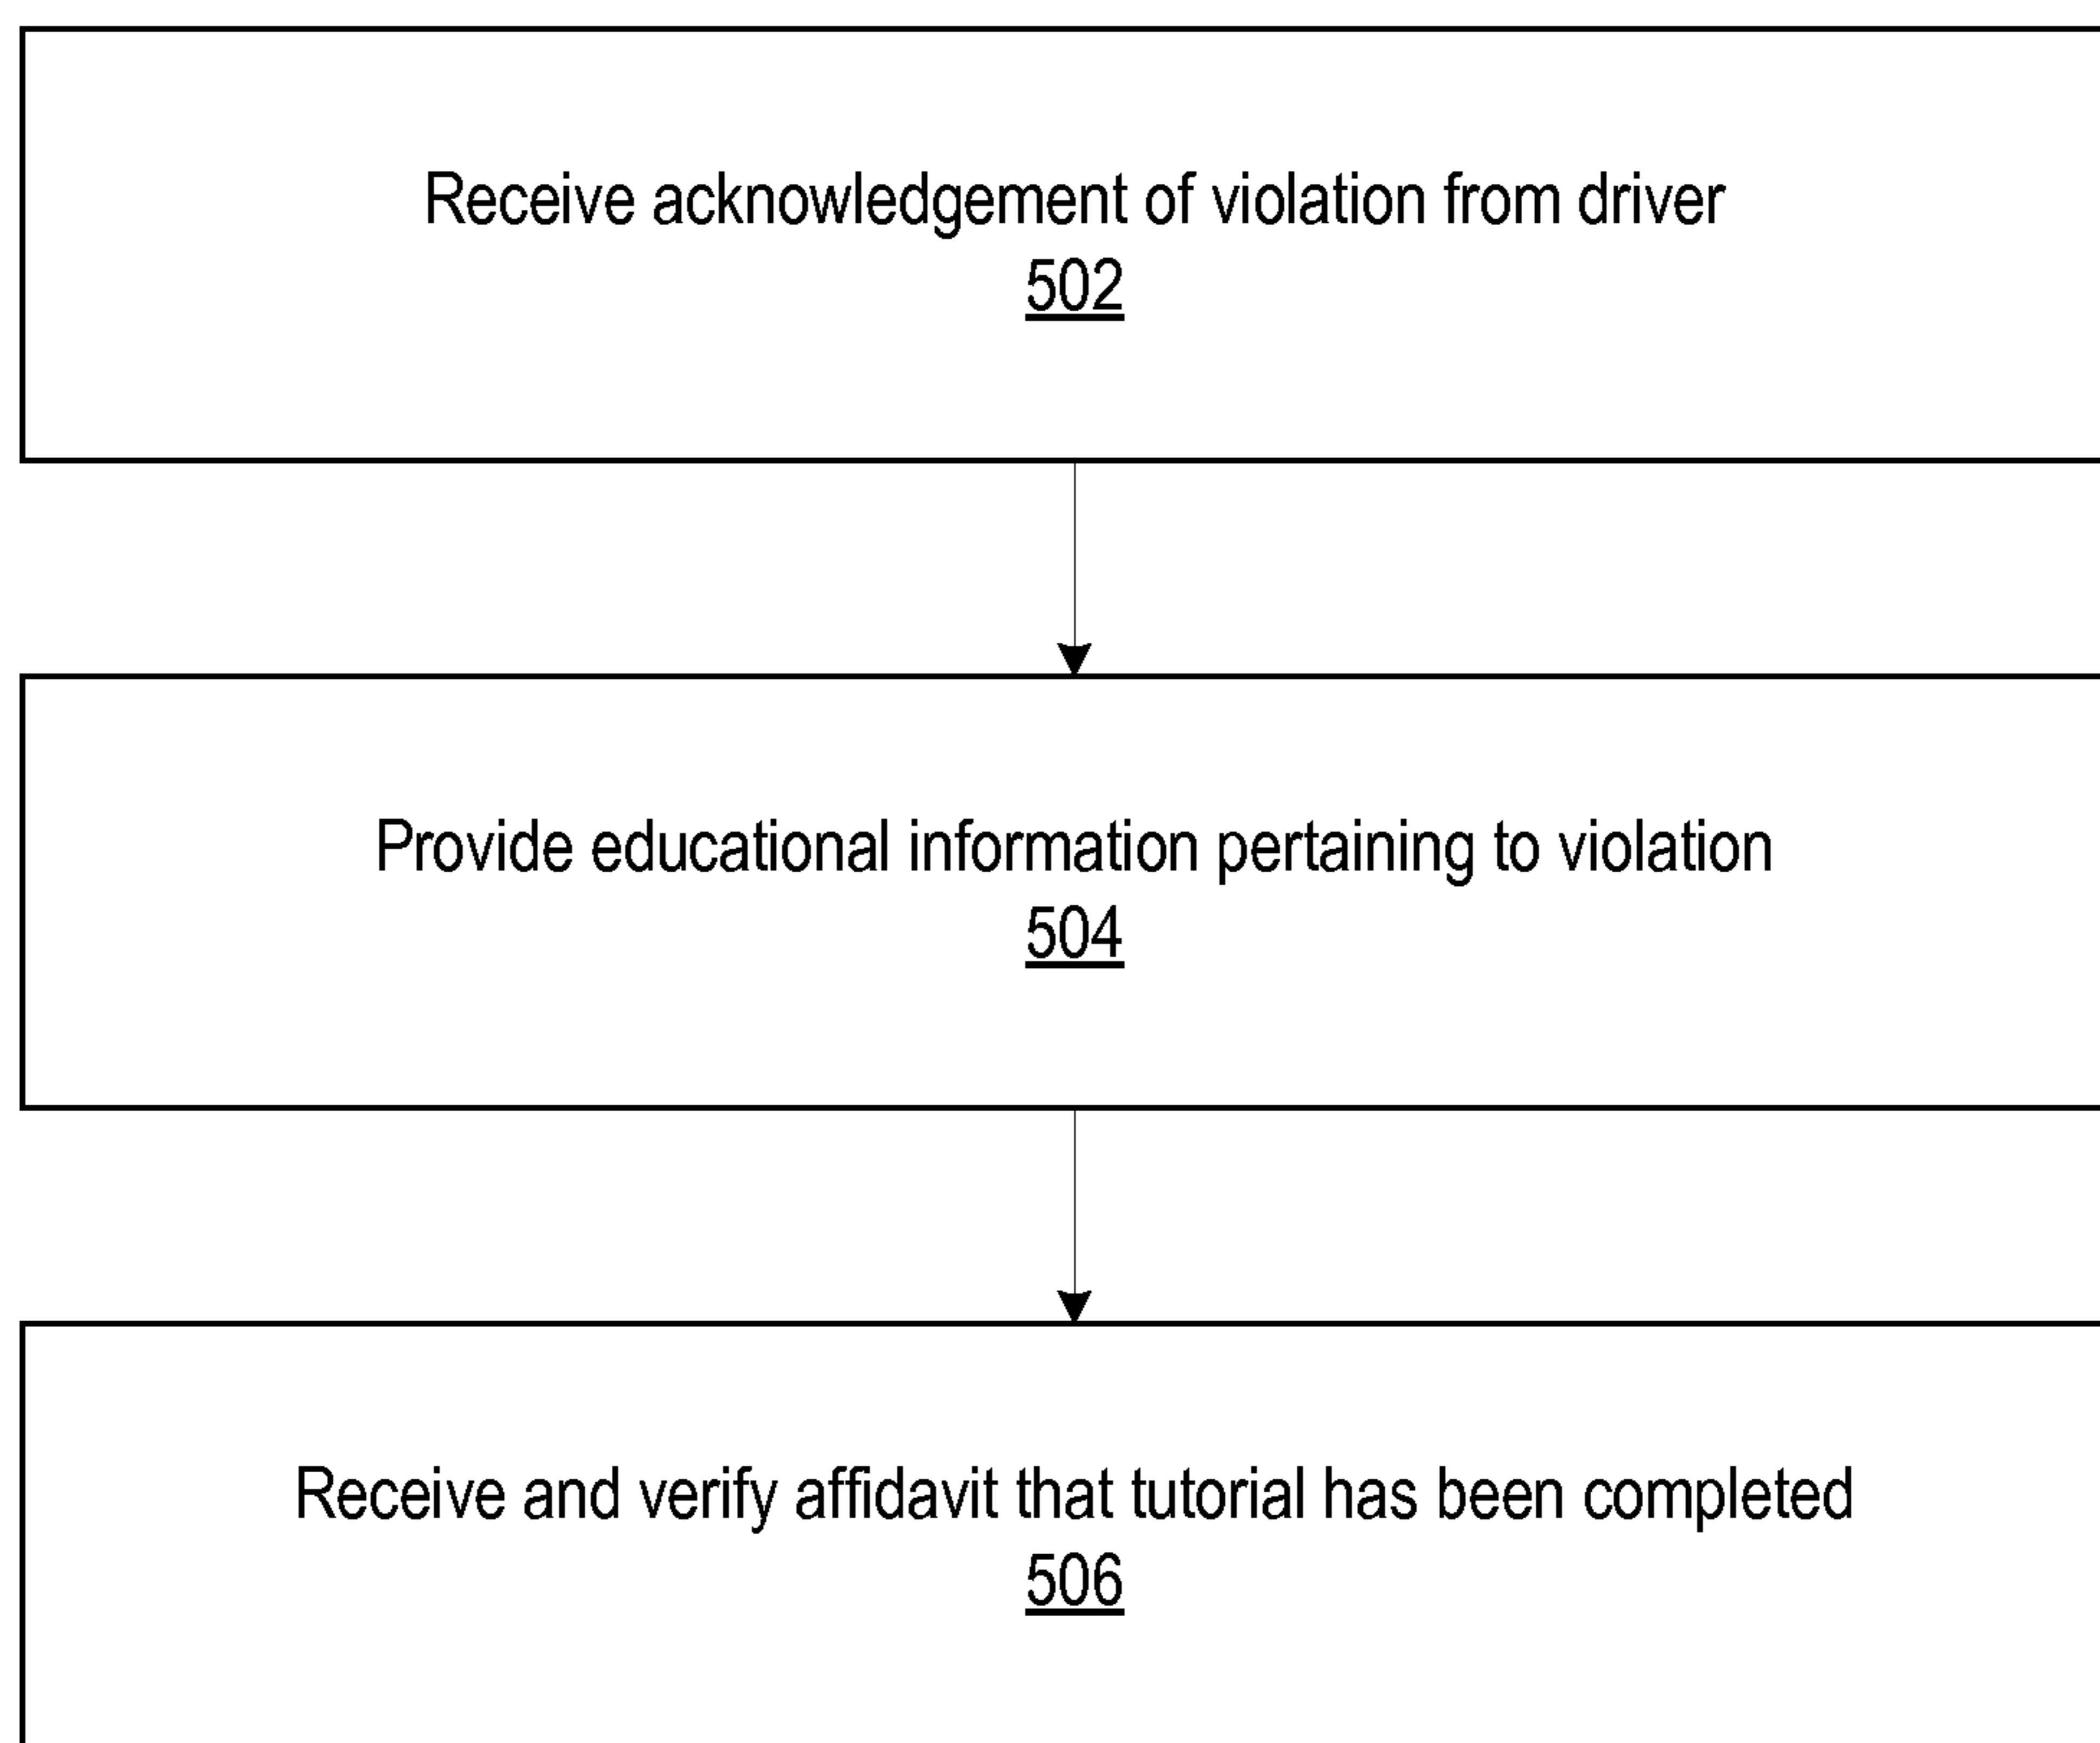 Receive acknowledgement of violation from driver
502
Provide educational information pertaining to violation
504
Receive and verify affidavit that tutorial has been completed
506